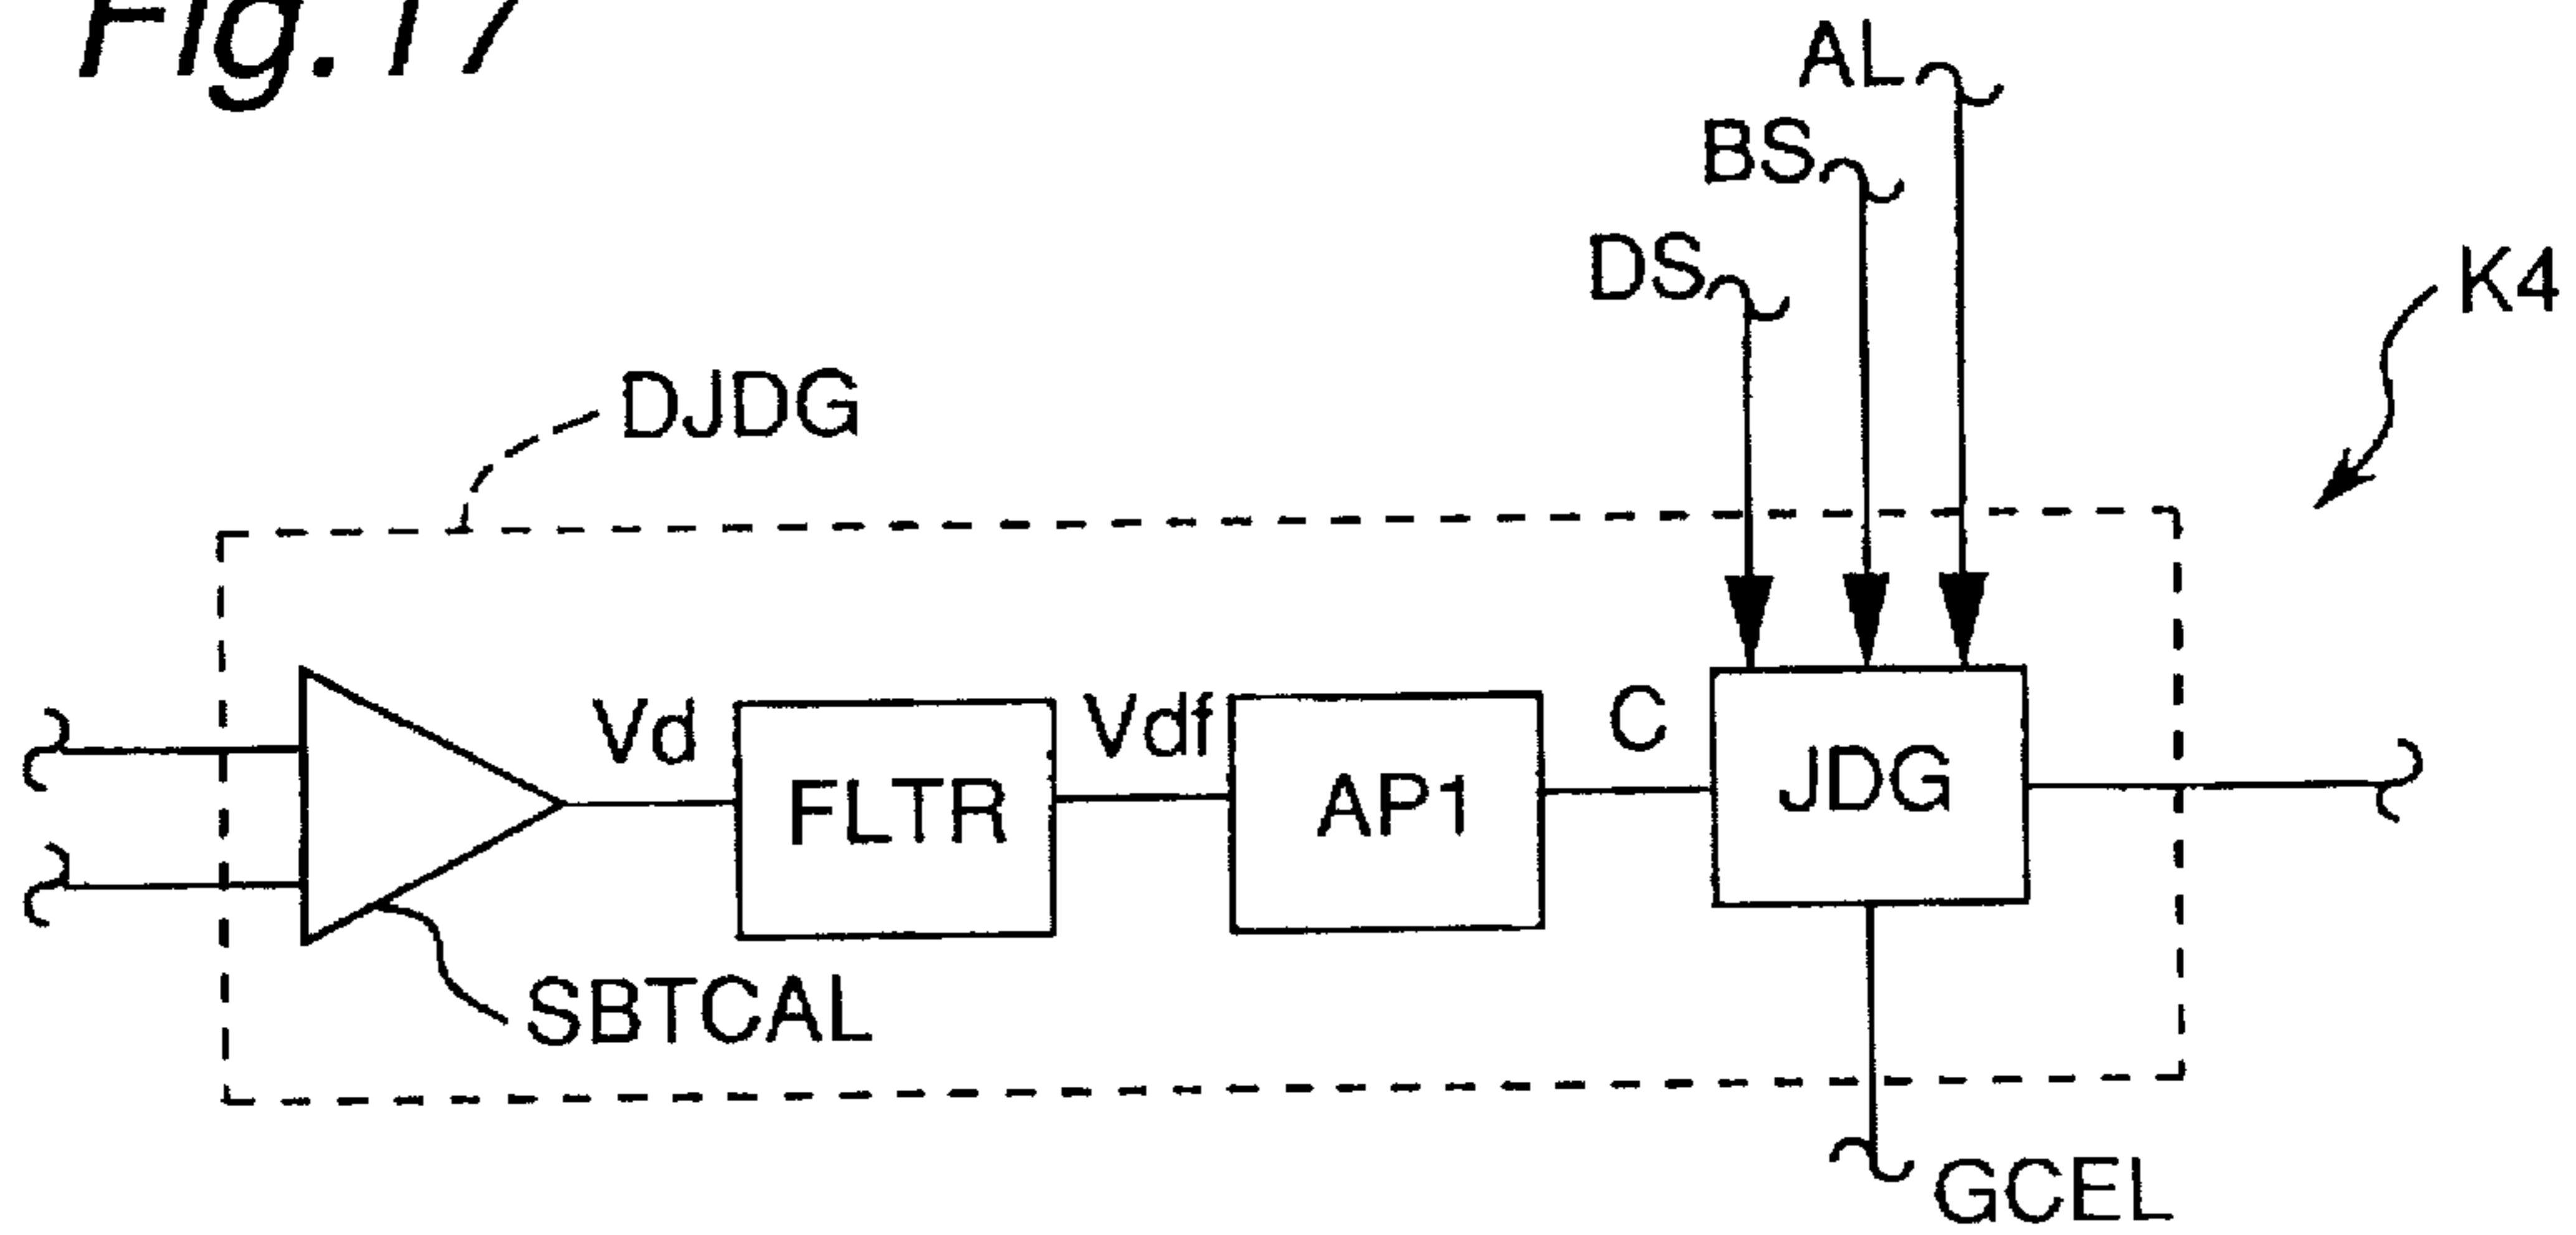 Fig. 17
AL
BS
DS
K4
DJDG
Vd
Vdf
C
FLTR
AP1
JDG
SBTCAL
GCEL